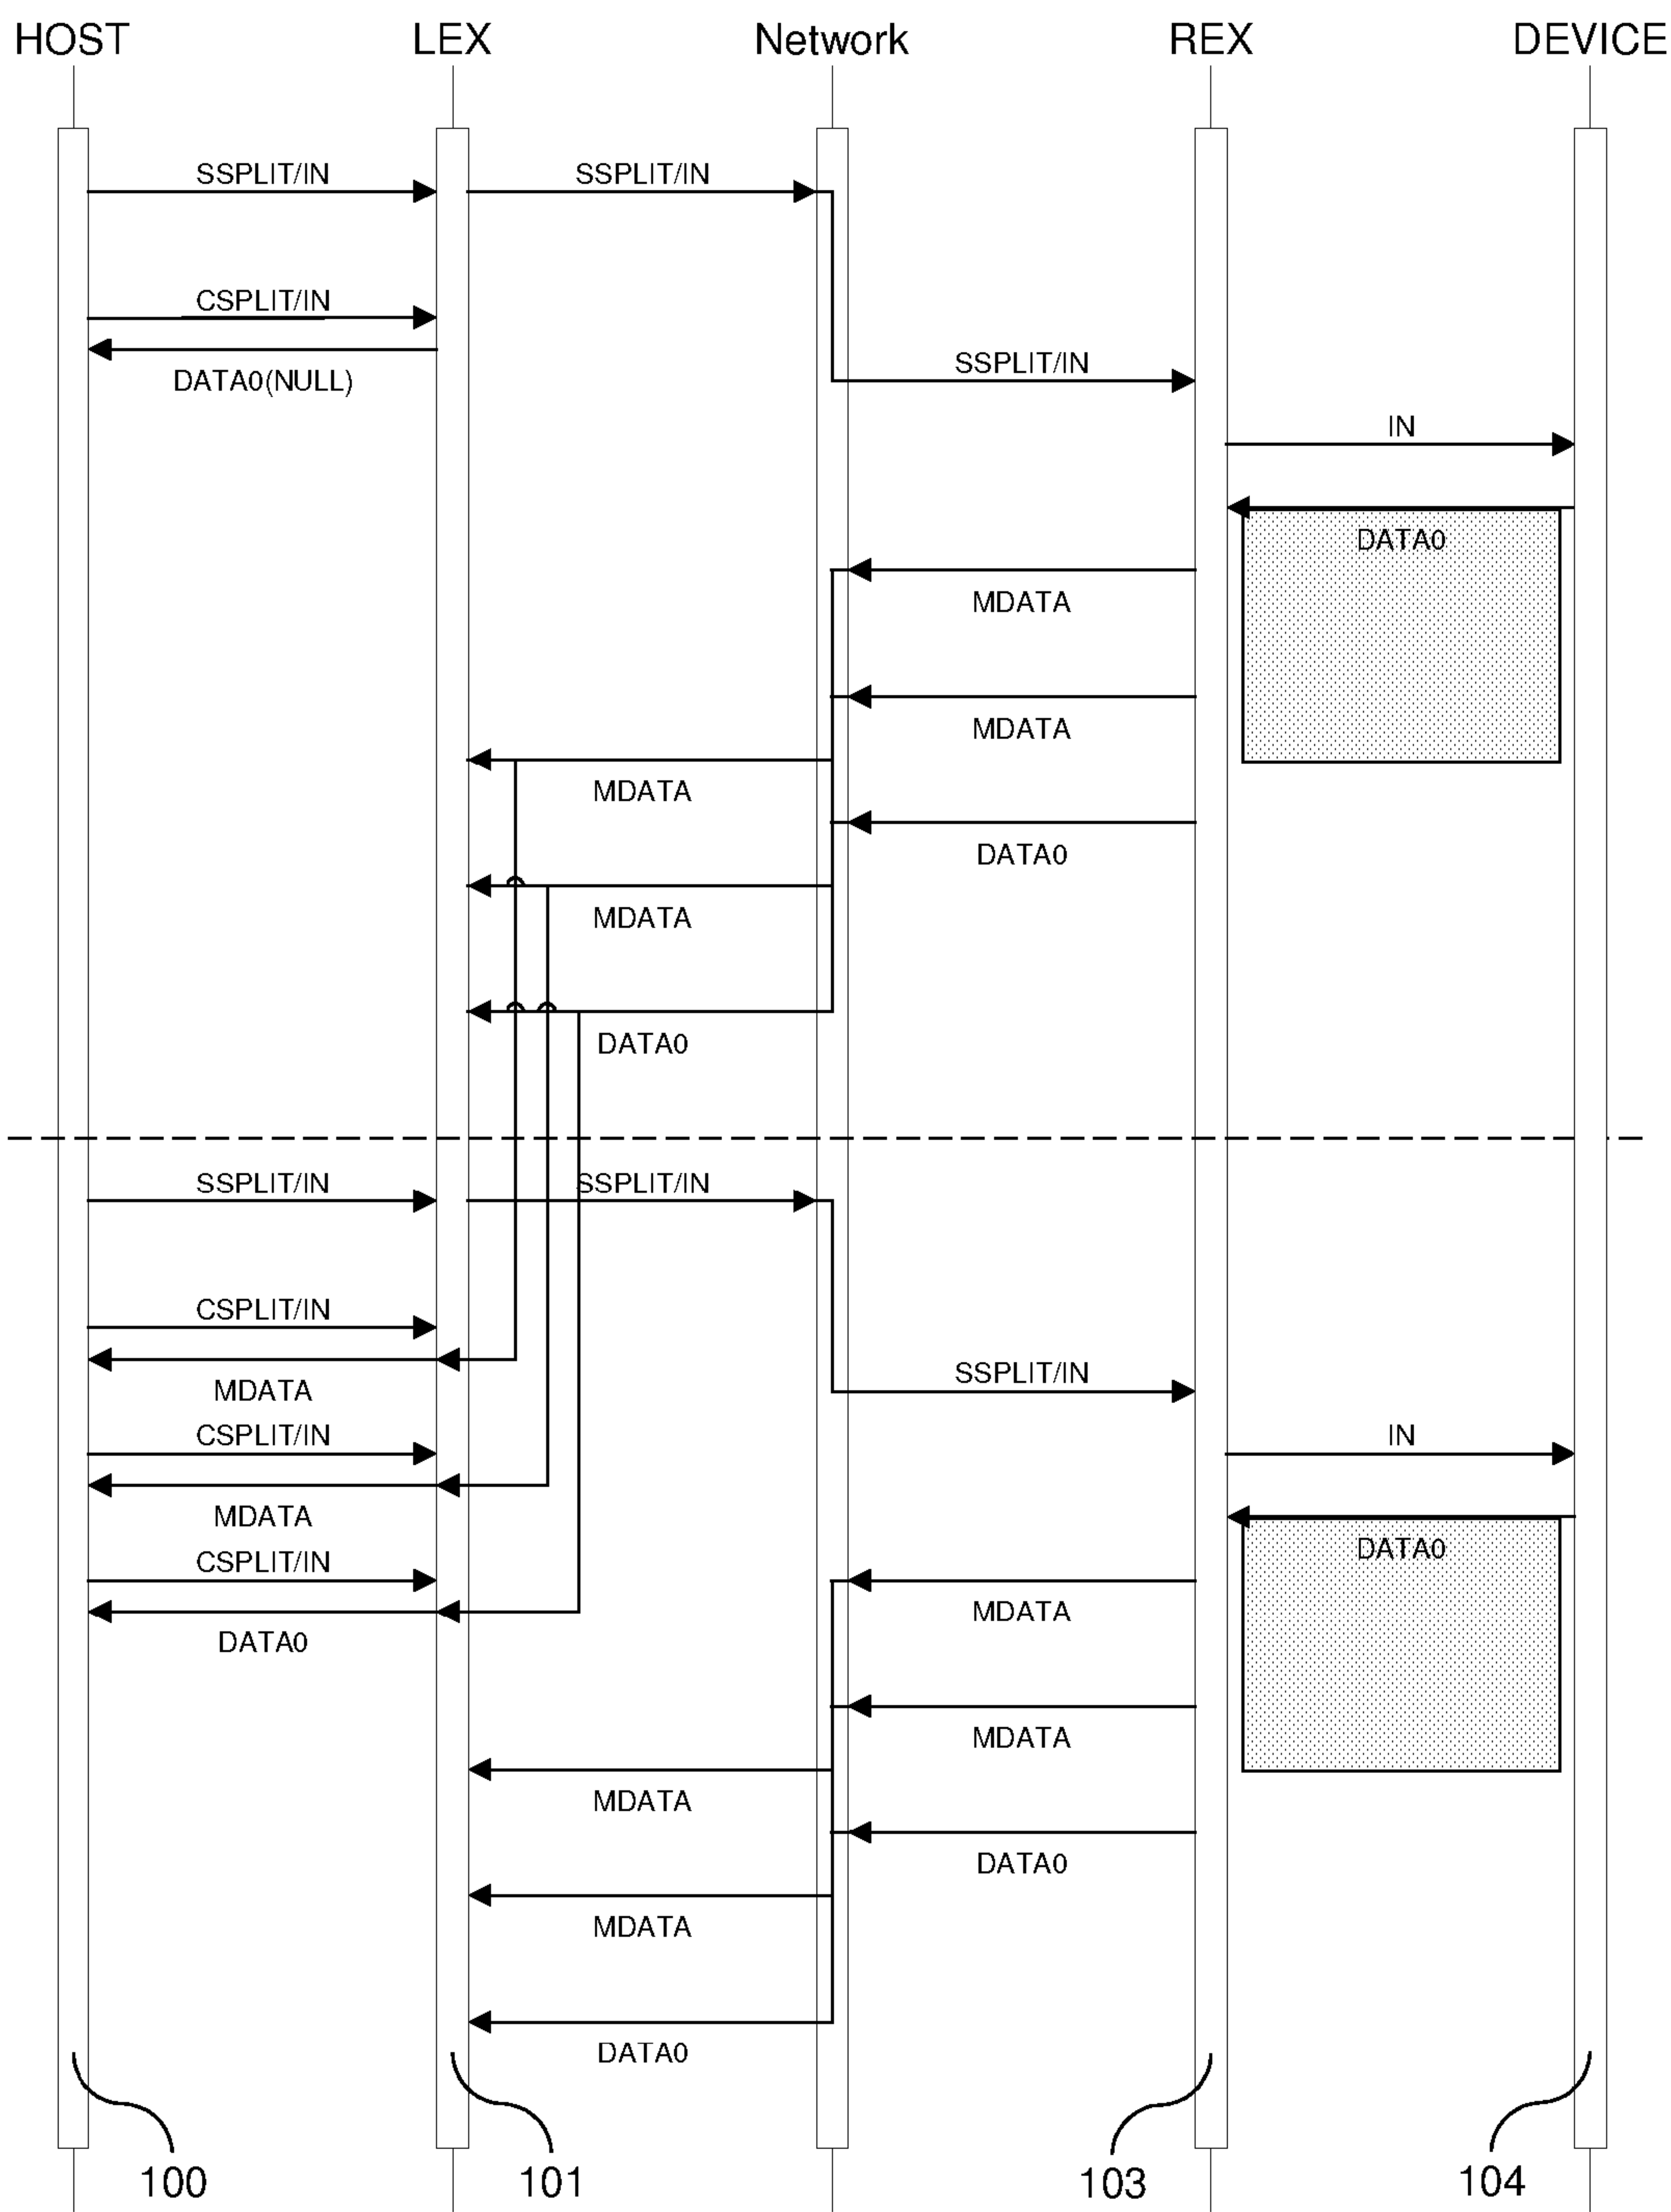 HOST LEX Network REX DEVICE
SSPLIT/IN SSPLIT/IN
CSPLIT/IN
DATA0(NULL) SSPLIT/IN
IN
DATA0
MDATA
MDATA
MDATA
DATA0
MDATA
DATA0
SSPLIT/IN SSPLIT/IN
CSPLIT/IN
SSPLIT/IN
MDATA
CSPLIT/IN IN
MDATA
DATA0
CSPLIT/IN
MDATA
DATA0
MDATA
MDATA
DATA0
MDATA
DATA0
100 101 103 104